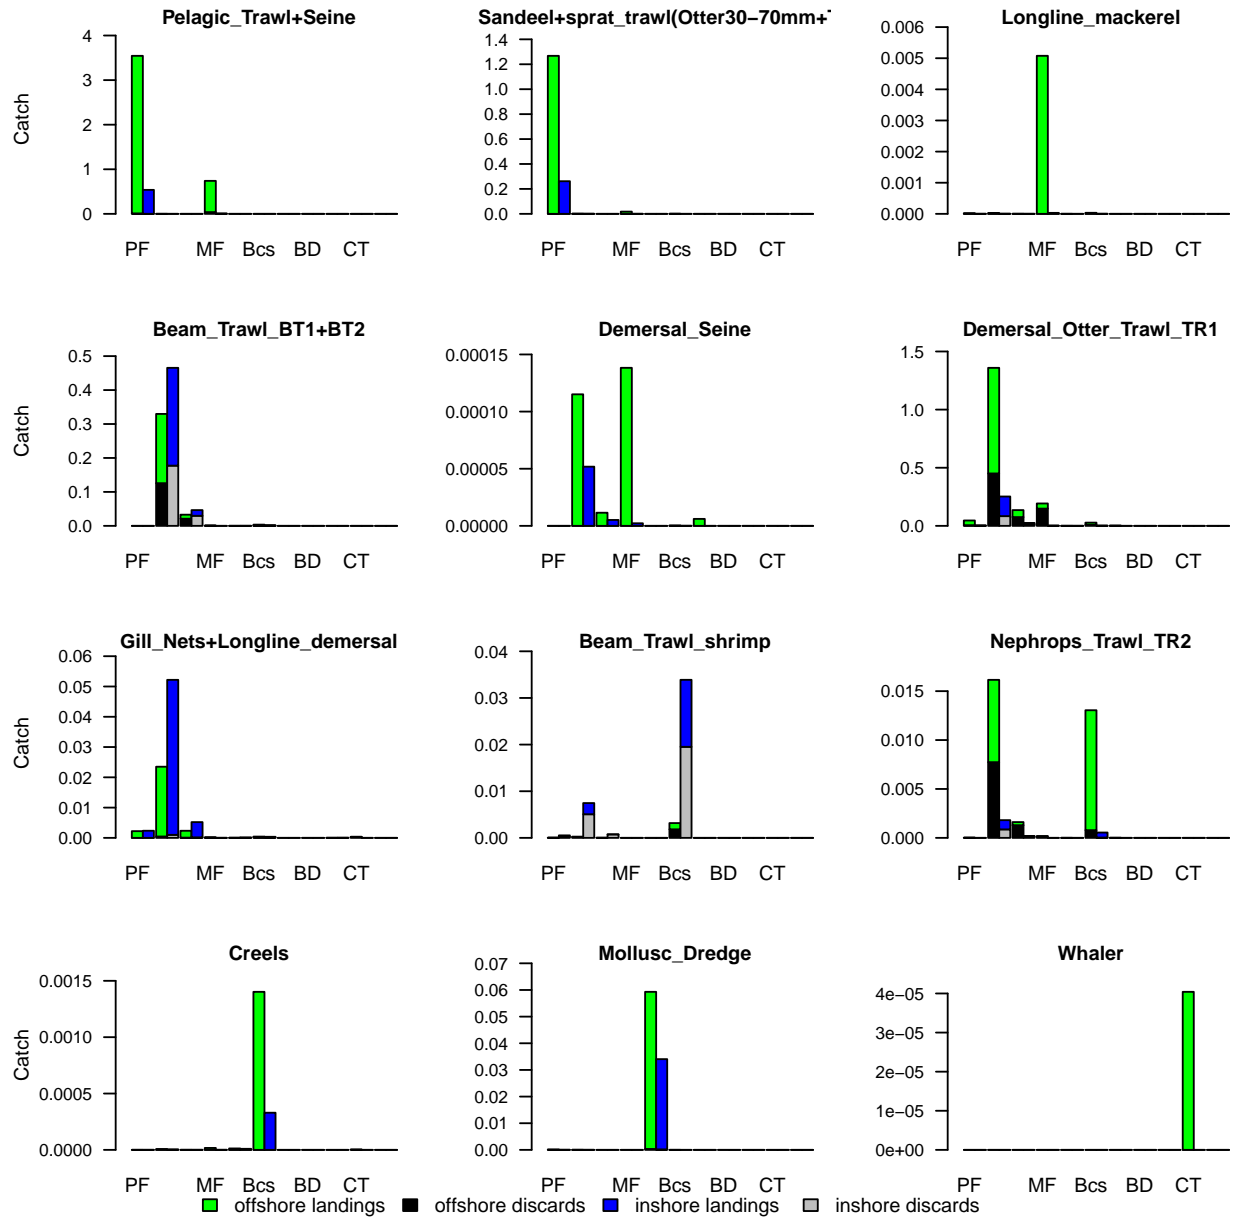 Pelagic_Trawl+Seine
Catch
4
3
2
1
0
PF MF Bcs BD CT
Sandeel+sprat_trawl(Otter30−70mm+T
1.4
1.2
1.0
0.8
0.6
0.4
0.2
0.0
PF MF Bcs BD CT
Longline_mackerel
0.006
0.005
0.004
0.003
0.002
0.001
0.000
PF MF Bcs BD CT
Beam_Trawl_BT1+BT2
Catch
0.5
0.4
0.3
0.2
0.1
0.0
PF MF Bcs BD CT
Demersal_Seine
0.00015
0.00010
0.00005
0.00000
PF MF Bcs BD CT
Demersal_Otter_Trawl_TR1
1.5
1.0
0.5
0.0
PF MF Bcs BD CT
Gill_Nets+Longline_demersal
Catch
0.06
0.05
0.04
0.03
0.02
0.01
0.00
PF MF Bcs BD CT
Beam_Trawl_shrimp
0.04
0.03
0.02
0.01
0.00
PF MF Bcs BD CT
Nephrops_Trawl_TR2
0.015
0.010
0.005
0.000
PF MF Bcs BD CT
Creels
Catch
0.0015
0.0010
0.0005
0.0000
PF MF Bcs BD CT
Mollusc_Dredge
0.07
0.06
0.05
0.04
0.03
0.02
0.01
0.00
PF MF Bcs BD CT
Whaler
4e−05
3e−05
2e−05
1e−05
0e+00
PF MF Bcs BD CT
offshore landings offshore discards inshore landings inshore discards